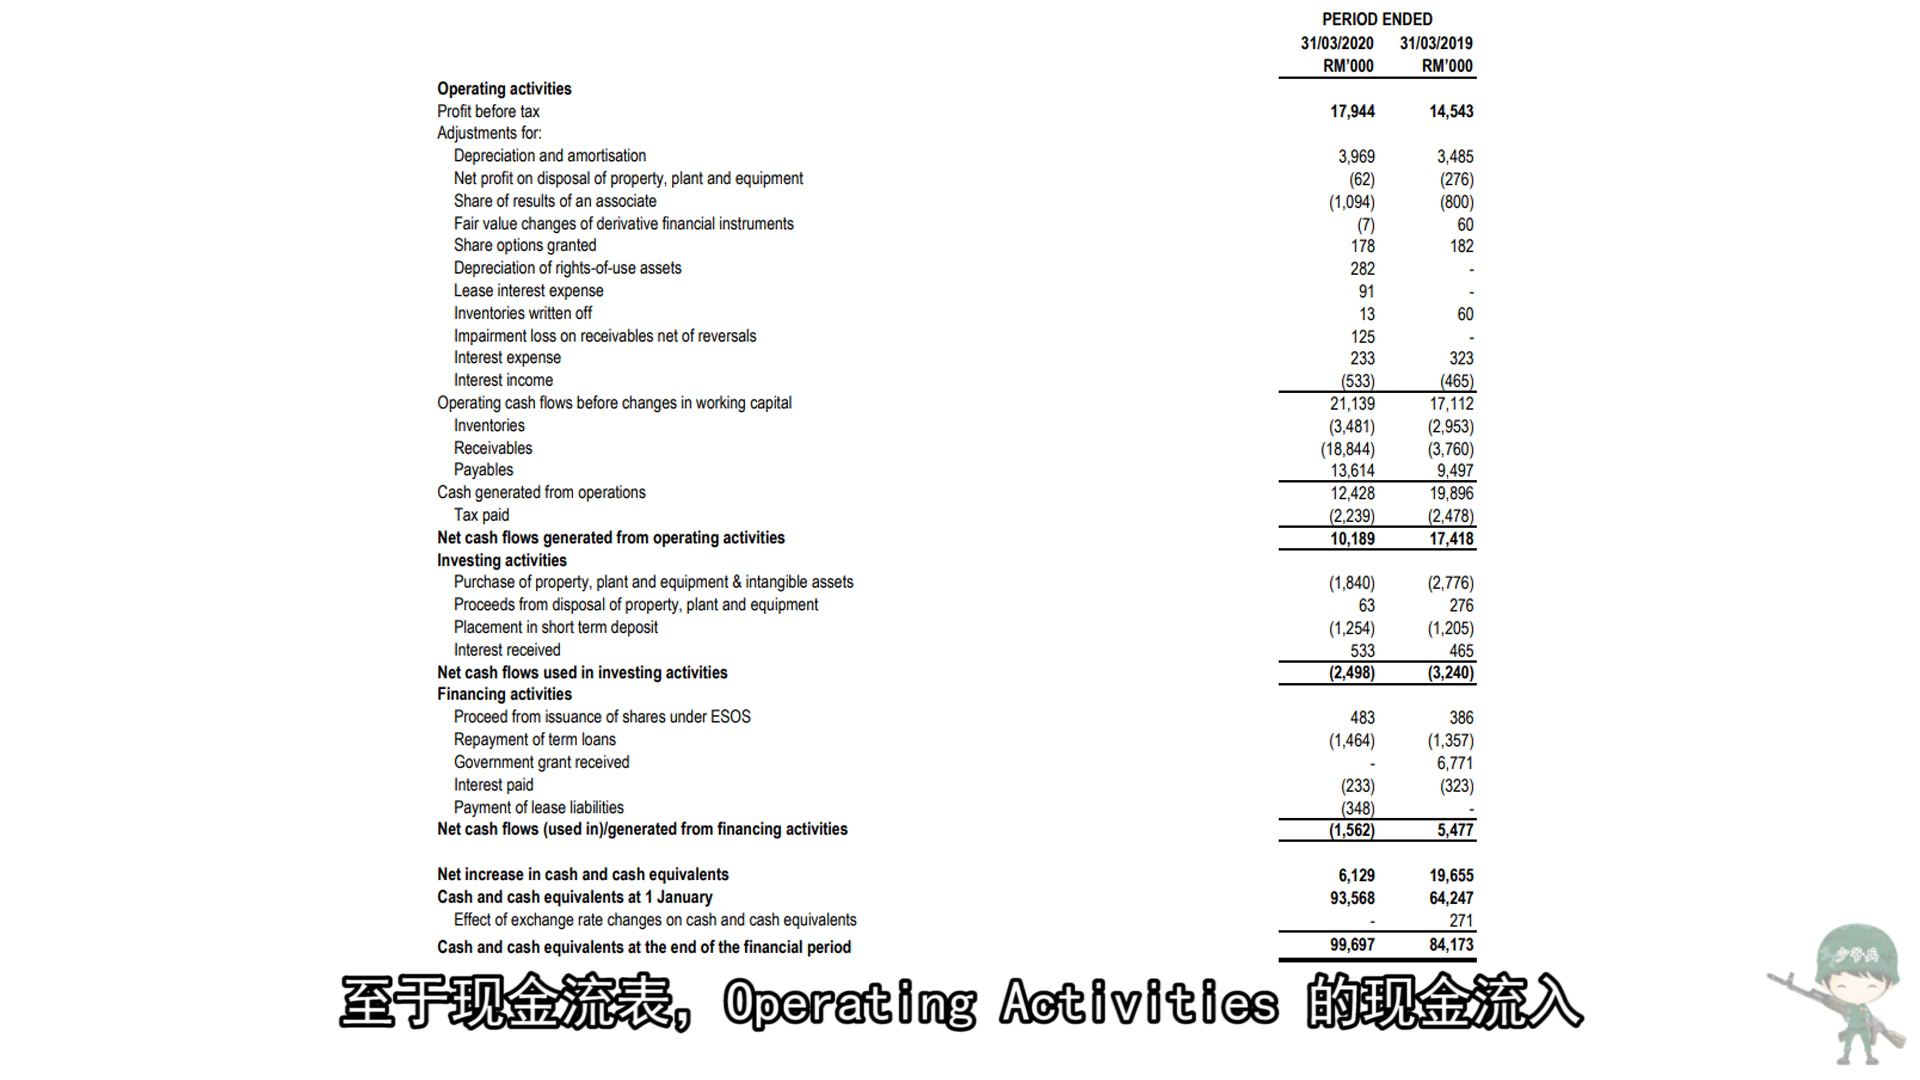 PERIOD ENDED
31/03/2020 31/03/2019
RM'000 RM'000
Operating activities
Profit before tax 17,944 14,543
Adjustments for:
Depreciation and amortisation 3,969 3,485
Net profit on disposal of property, plant and equipment (62) (276)
Share of results of an associate (1,094) (800)
Fair value changes of derivative financial instruments (7) 60
Share options granted 178 182
Depreciation of rights-of-use assets 282 -
Lease interest expense 91 -
Inventories written off 13 60
Impairment loss on receivables net of reversals 125 -
Interest expense 233 323
Interest income (533) (465)
Operating cash flows before changes in working capital 21,139 17,112
Inventories (3,481) (2,953)
Receivables (18,844) (3,760)
Payables 13,614 9,497
Cash generated from operations 12,428 19,896
Tax paid (2,239) (2,478)
Net cash flows generated from operating activities 10,189 17,418
Investing activities
Purchase of property, plant and equipment & intangible assets (1,840) (2,776)
Proceeds from disposal of property, plant and equipment 63 276
Placement in short term deposit (1,254) (1,205)
Interest received 533 465
Net cash flows used in investing activities (2,498) (3,240)
Financing activities
Proceed from issuance of shares under ESOS 483 386
Repayment of term loans (1,464) (1,357)
Government grant received - 6,771
Interest paid (233) (323)
Payment of lease liabilities (348) -
Net cash flows (used in)/generated from financing activities (1,562) 5,477
Net increase in cash and cash equivalents 6,129 19,655
Cash and cash equivalents at 1 January 93,568 64,247
Effect of exchange rate changes on cash and cash equivalents - 271
Cash and cash equivalents at the end of the financial period 99,697 84,173
至于现金流表，Operating Activities 的现金流入
少爷兵